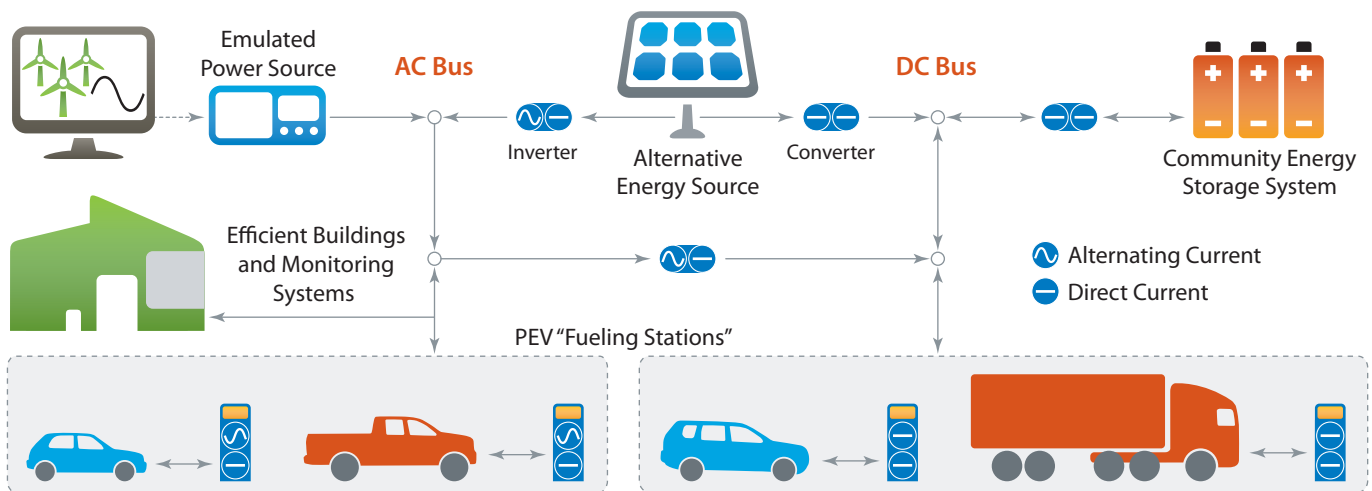 Emulated
Power Source
AC Bus
DC Bus
Inverter
Alternative
Energy Source
Converter
Community Energy
Storage System
Efficient Buildings
and Monitoring
Systems
Alternating Current
Direct Current
PEV “Fueling Stations”